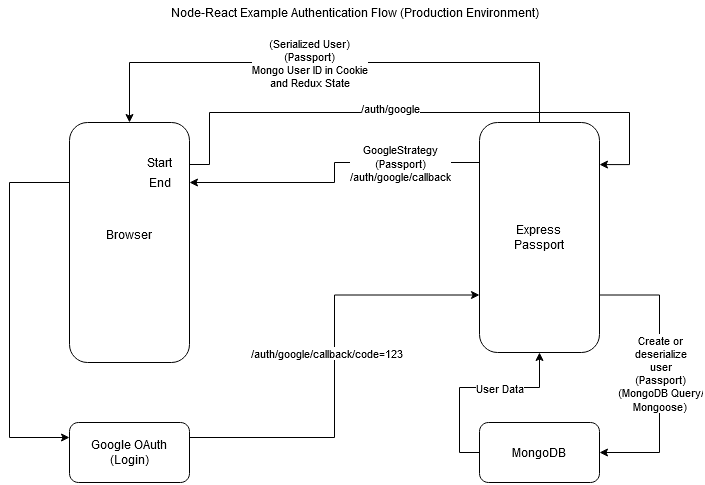 Node-React Example Authentication Flow (Production Environment)
(Serialized User)
(Passport)
Mongo User ID in Cookie
and Redux State
/auth/google
Start
End
GoogleStrategy
(Passport)
/auth/google/callback
Browser
Express
Passport
/auth/google/callback/code=123
Create or
deserialize
user
(Passport)
(MongoDB Query/
Mongoose)
User Data
Google OAuth
(Login)
MongoDB